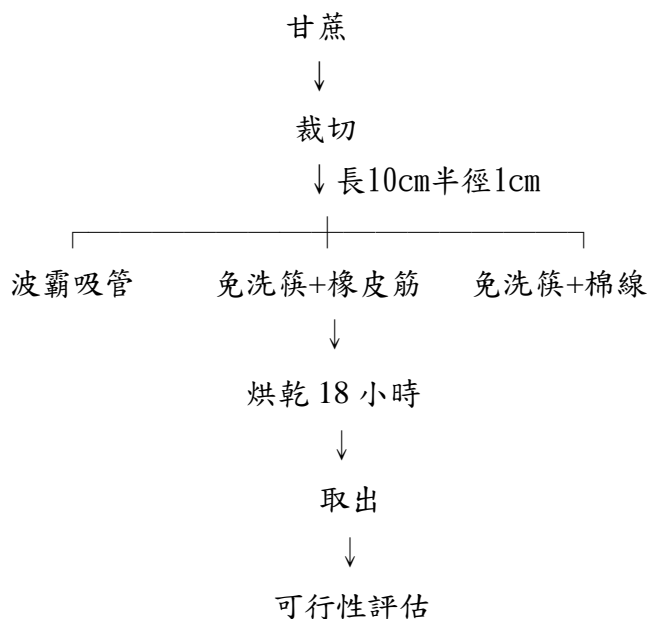 甘蔗
裁切
長10cm半徑1cm
波霸吸管 免洗筷+橡皮筋 免洗筷+棉線
烘乾 18 小時
取出
可行性評估